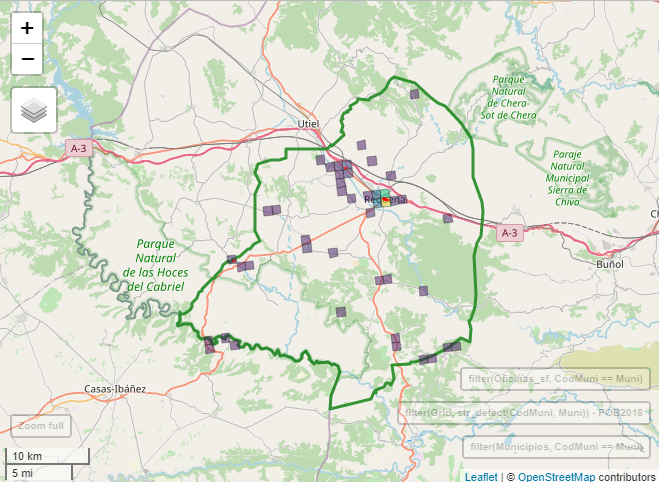 +
−
Parque
Natural
de Chera-
Sot de Chera
Utiel
A-3
Paraje
Natural
Municipal
Sierra de
Chiva
Requena
Ch
A-3
Parque
Natural
de las Hoces
del Cabriel
Buñol
Casas-Ibáñez
filter(Oficinas_sf, CodMuni == Muni)
filter(Grid, str_detect(CodMuni, Muni)) - POB2018
Zoom full
filter(Municipios, CodMuni == Muni)
10 km
5 mi
Leaflet | © OpenStreetMap contributors